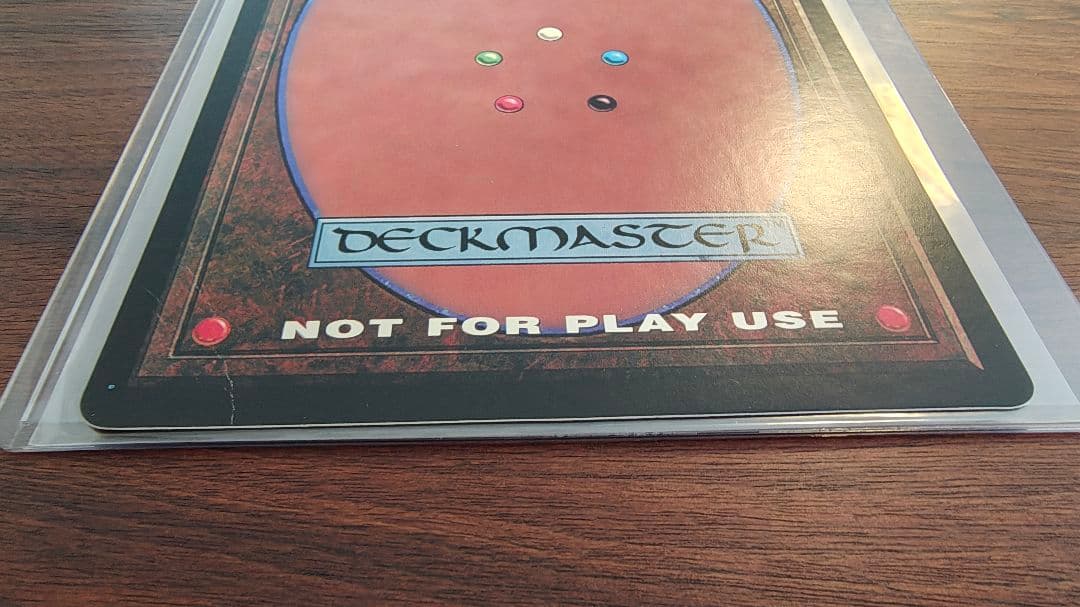 DECKMASTER
NOT FOR PLAY USE